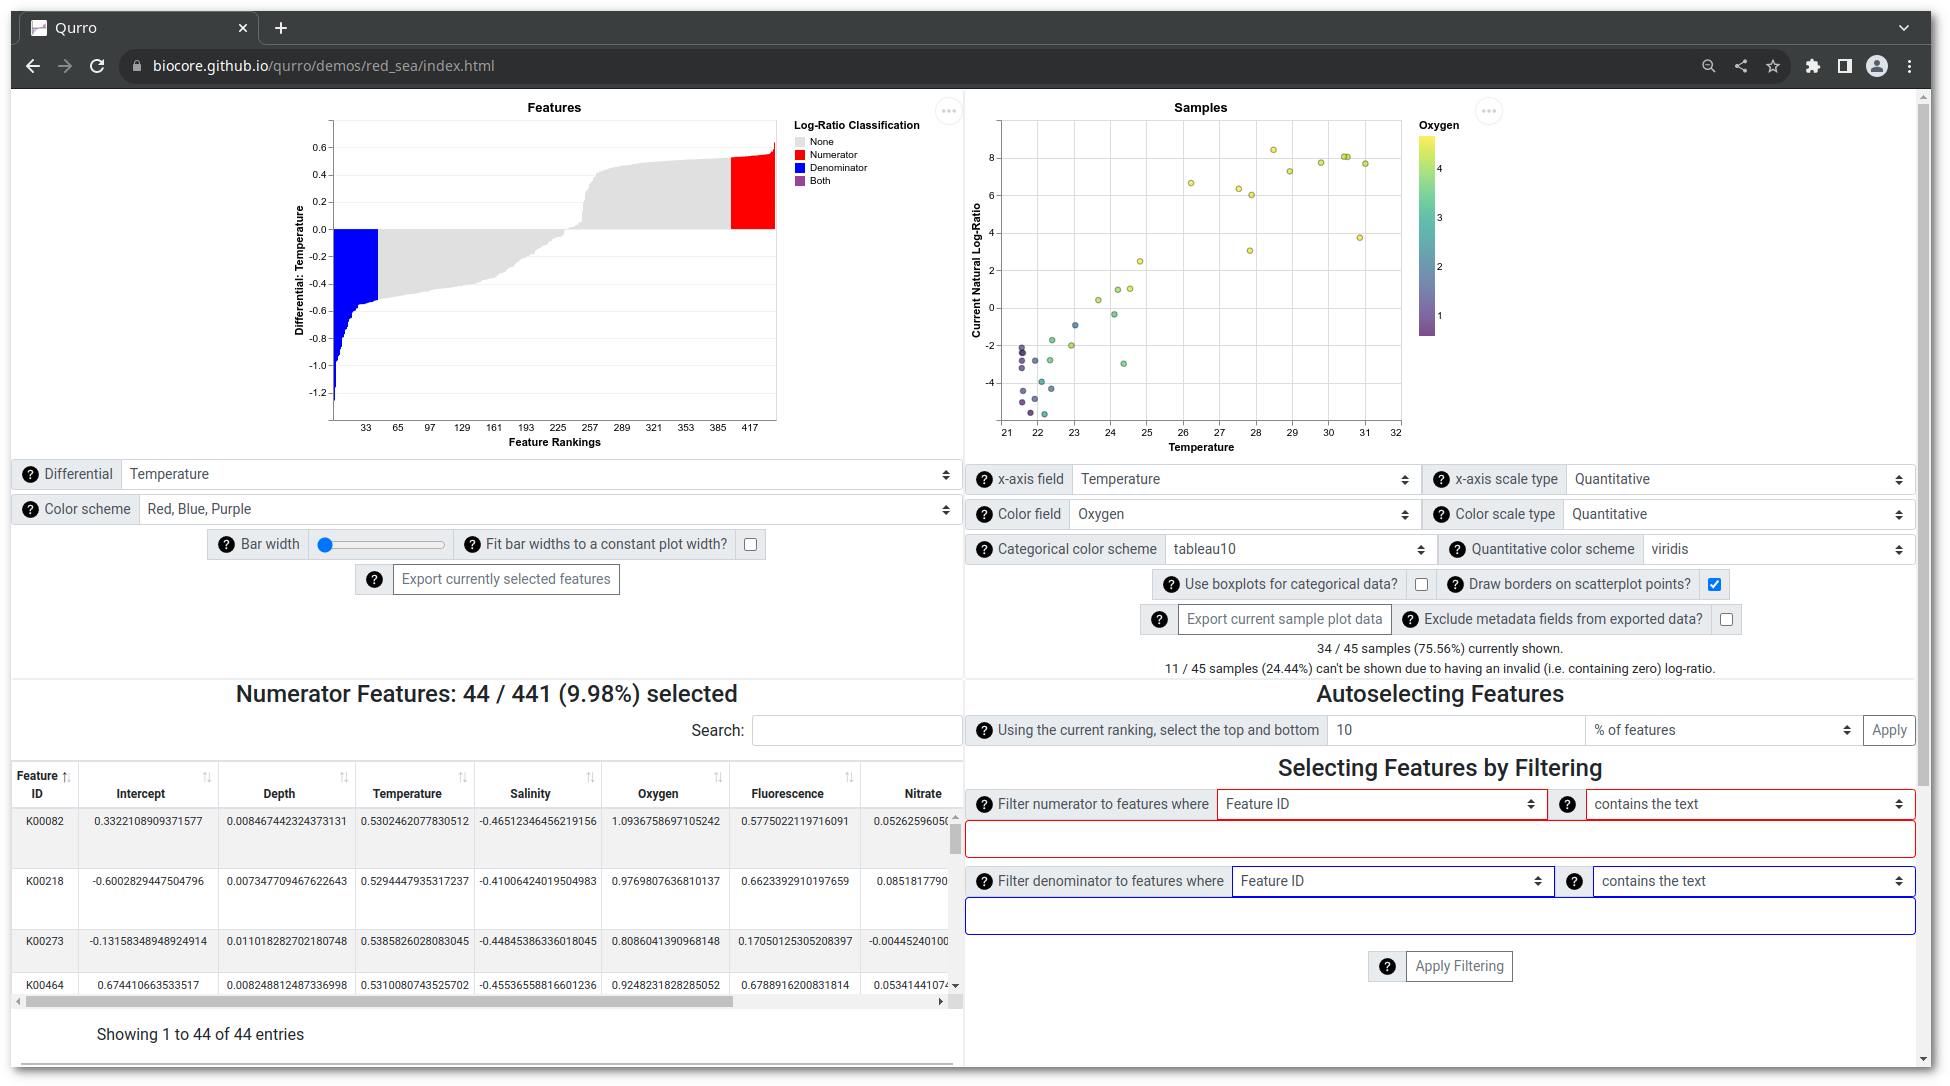 Qurro
biocore.github.io/qurro/demos/red_sea/index.html
Features
Log-Ratio Classification
None
Numerator
Denominator
Both
Differential: Temperature
0.6
0.4
0.2
0.0
-0.2
-0.4
-0.6
-0.8
-1.0
-1.2
33 65 97 129 161 193 225 257 289 321 353 385 417
Feature Rankings
Samples
Oxygen
4
3
2
1
Current Natural Log-Ratio
8
6
4
2
0
-2
-4
21 22 23 24 25 26 27 28 29 30 31 32
Temperature
Differential Temperature
Color scheme Red, Blue, Purple
Bar width Fit bar widths to a constant plot width?
Export currently selected features
x-axis field Temperature x-axis scale type Quantitative
Color field Oxygen Color scale type Quantitative
Categorical color scheme tableau10 Quantitative color scheme viridis
Use boxplots for categorical data? Draw borders on scatterplot points?
Export current sample plot data Exclude metadata fields from exported data?
34 / 45 samples (75.56%) currently shown.
11 / 45 samples (24.44%) can't be shown due to having an invalid (i.e. containing zero) log-ratio.
Numerator Features: 44 / 441 (9.98%) selected
Search:
Feature ID Intercept Depth Temperature Salinity Oxygen Fluorescence Nitrate
K00082 0.3322108909371577 0.008467442324373131 0.5302462077830512 -0.46512346456219156 1.0936758697105242 0.5775022119716091 0.05262596050
K00218 -0.6002829447504796 0.007347709467622643 0.5294447935317237 -0.41006424019504983 0.9769807636810137 0.6623392910197659 0.0851817790
K00273 -0.13158348948924914 0.011018282702180748 0.5385826028083045 -0.44845386336018045 0.8086041390968148 0.17050125305208397 -0.00445240100
K00464 0.674410663533517 0.008248812487336998 0.5310080743525702 -0.45536558816601236 0.9248231828285052 0.6788916200831814 0.05341441074
Showing 1 to 44 of 44 entries
Autoselecting Features
Using the current ranking, select the top and bottom 10 % of features Apply
Selecting Features by Filtering
Filter numerator to features where Feature ID contains the text
Filter denominator to features where Feature ID contains the text
Apply Filtering